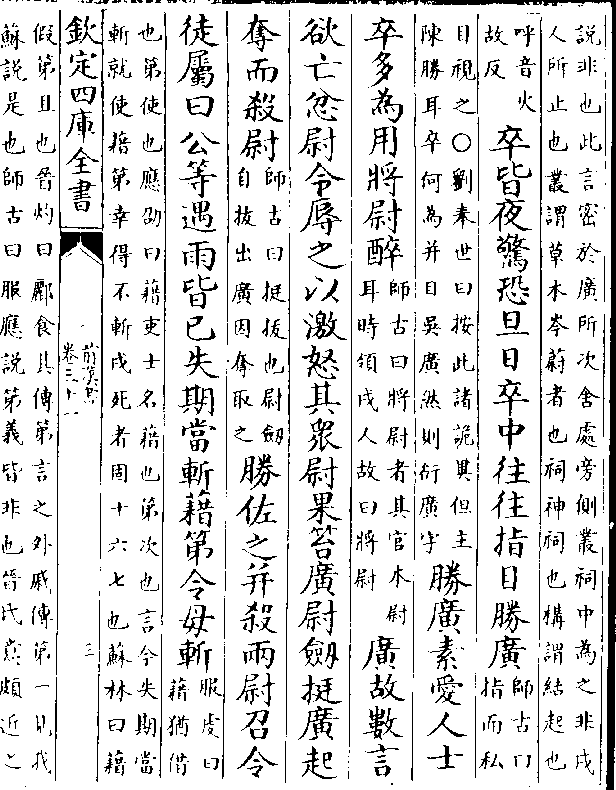 説非也此言密於廣所次舍處旁側叢祠中為之非戍
人所止也叢謂草木岑蔚者也祠神祠也構謂結起也
呼音火
故反
卒皆夜驚恐旦日卒中往往指目勝廣
師古曰
指而私
目視之○劉奉世曰按此諸詭異但主
陳勝耳卒何為并目吳廣然則衍廣字
勝廣素愛人士
卒多為用將尉醉
師古曰將尉者其官本尉
耳時領戍人故曰將尉
廣故數言
欲亡忿尉令辱之以激怒其衆尉果笞廣尉劔挺廣起
奪而殺尉
師古曰挺拔也尉劔
自拔出廣因奪取之
勝佐之并殺兩尉召令
徒屬曰公等遇雨皆已失期當斬藉第令毋斬
服虔曰
藉猶借
也第使也應劭曰藉吏士名藉也第次也言今失期當
斬就使藉第幸得不斬戍死者固十六七也蘇林曰藉
欽定四庫全書
前漢書
卷三十一
三
假第且也晉灼曰酈食其傳第言之外戚傳第一見我
蘇説是也師古曰服應説第義皆非也晉氏意頗近之